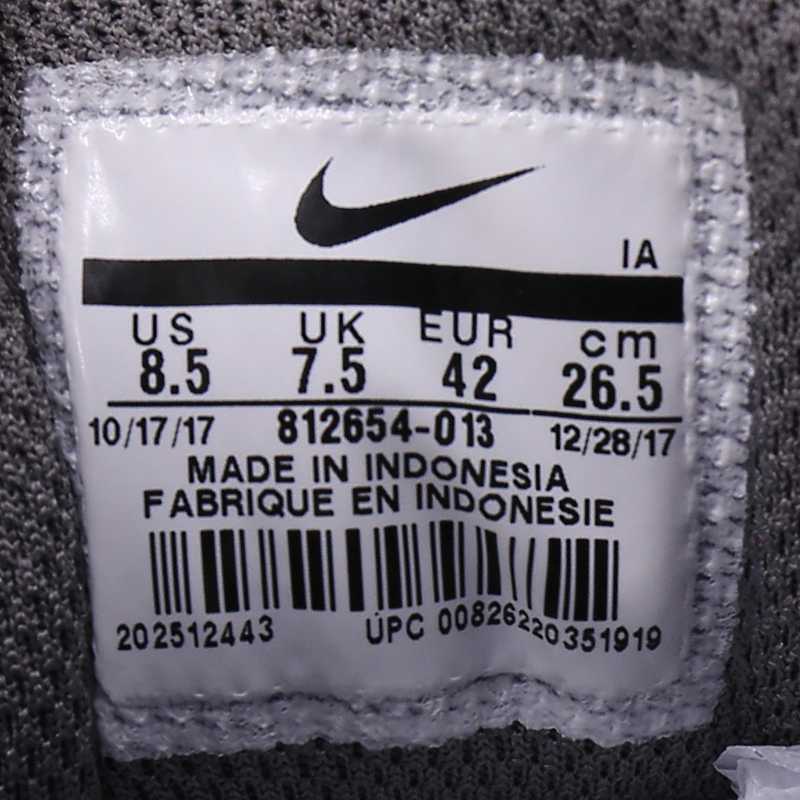 IA
US UK EUR cm
8.5 7.5 42 26.5
10/17/17 812654-013 12/28/17
MADE IN INDONESIA
FABRIQUE EN INDONESIE
202512443 UPC 00826220351919